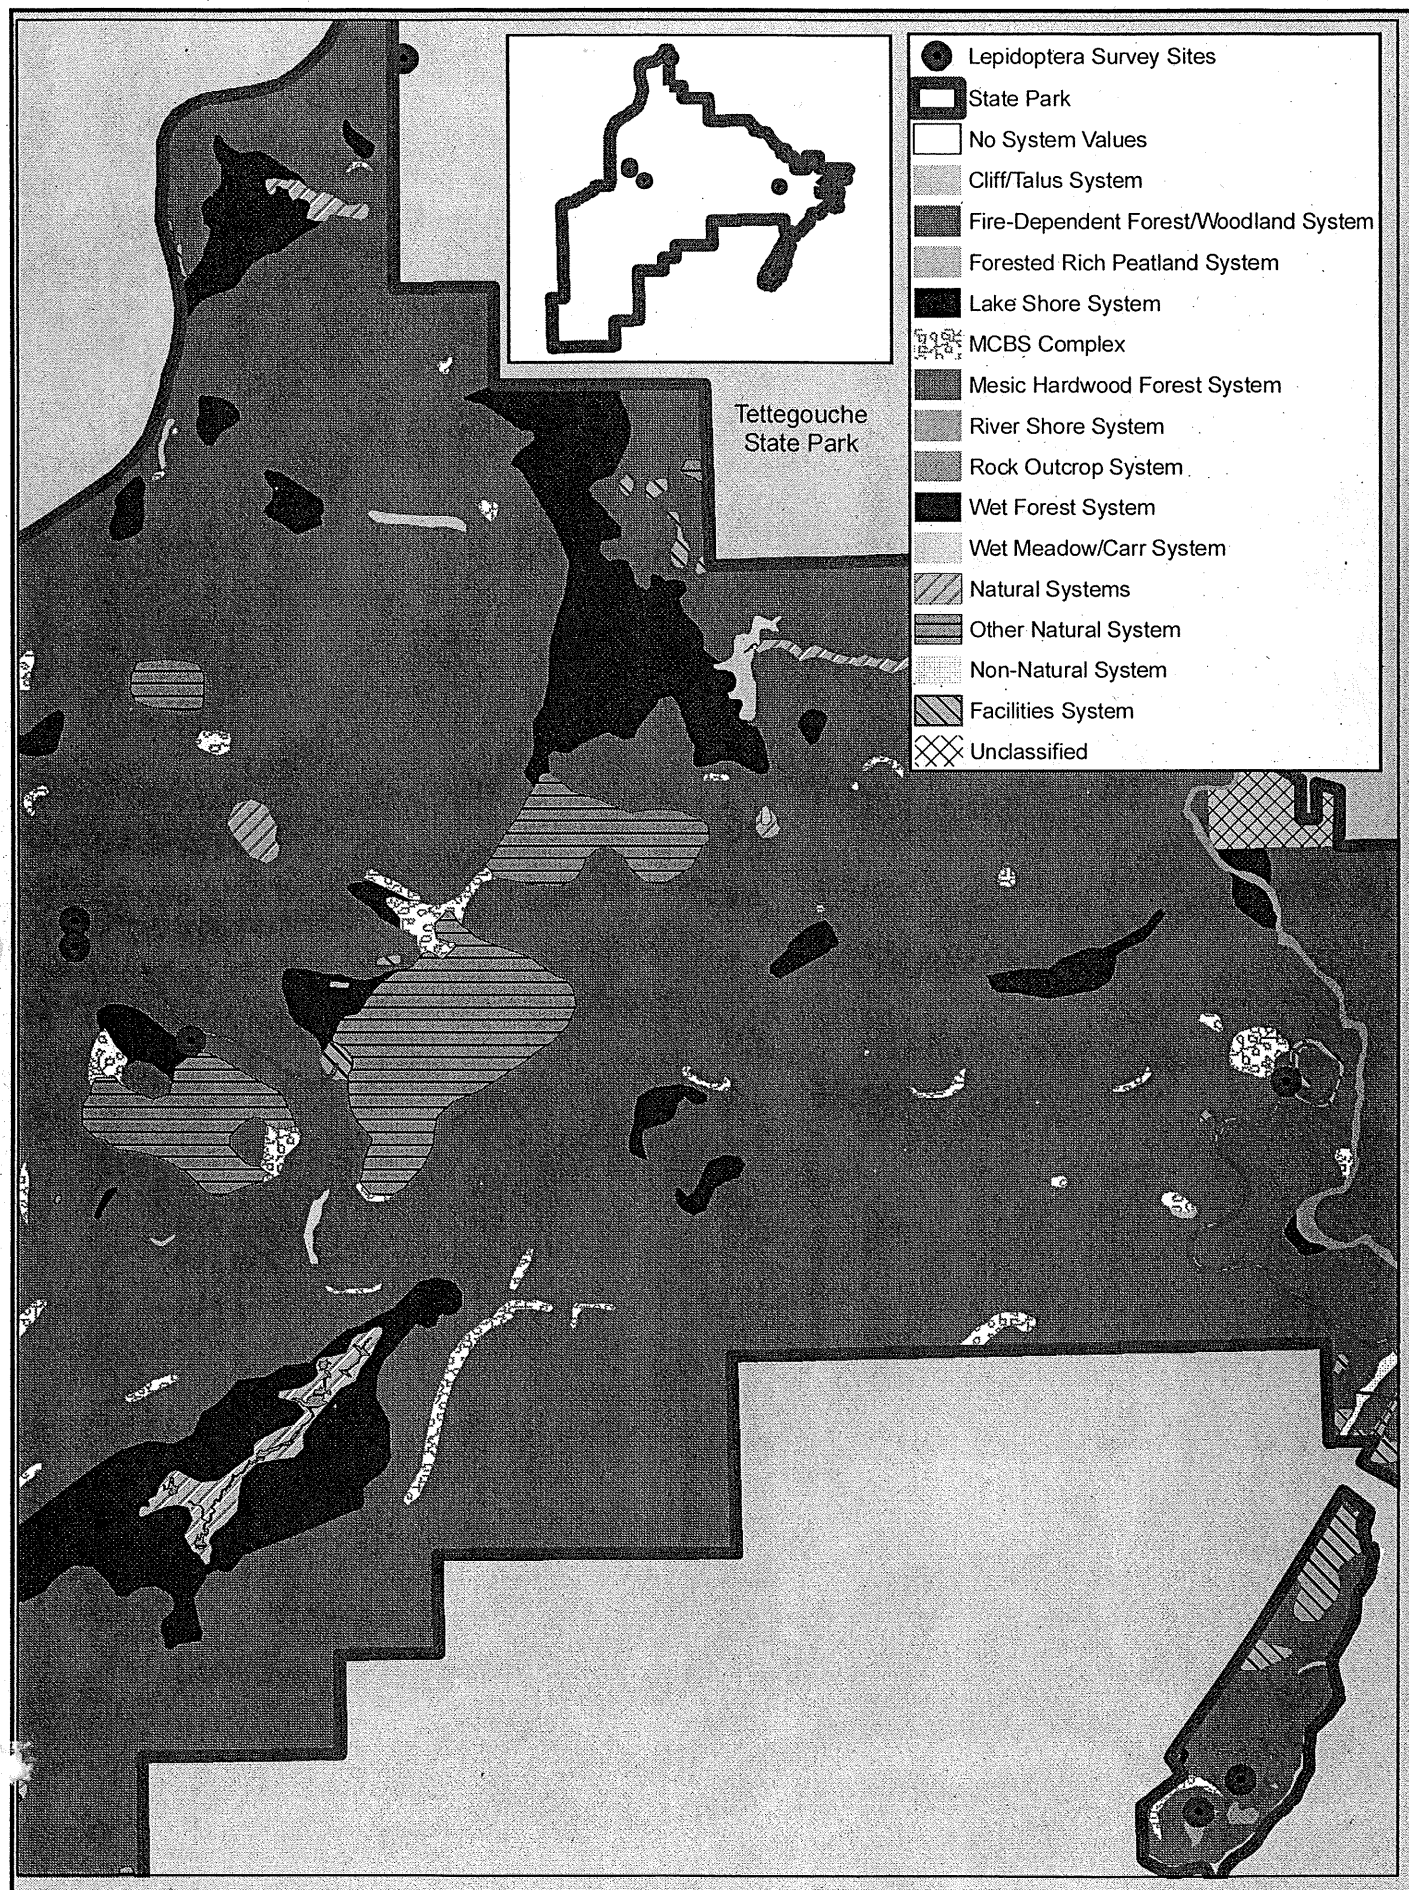 Lepidoptera Survey Sites
State Park
No System Values
Cliff/Talus System
Fire-Dependent Forest/Woodland System
Forested Rich Peatland System
Lake Shore System
MCBS Complex
Mesic Hardwood Forest System
River Shore System
Rock Outcrop System
Wet Forest System
Wet Meadow/Carr System
Natural Systems
Other Natural System
Non-Natural System
Facilities System
Unclassified
Tettegouche
State Park